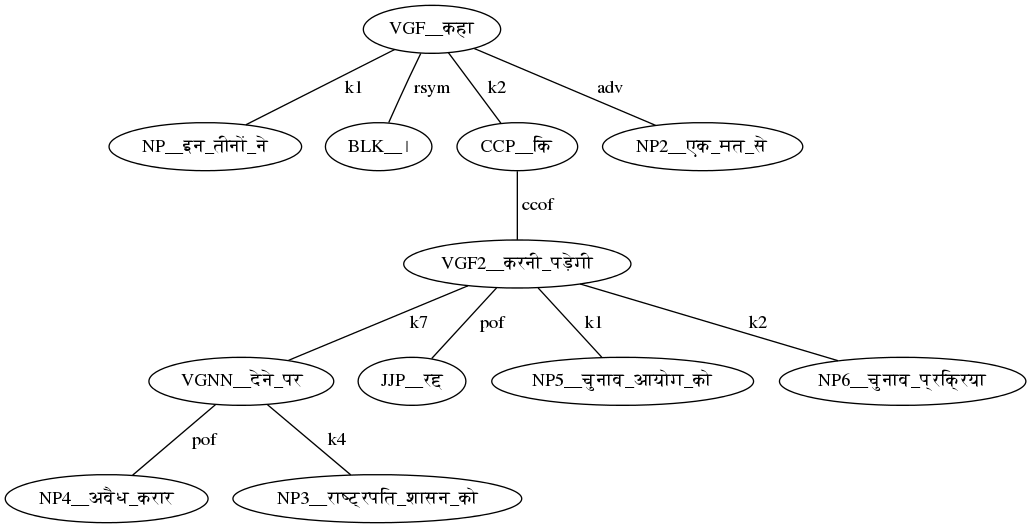 VGF__कहा
k1 rsym k2 adv
NP__इन_तीनों_ने BLK__। CCP__कि NP2__एक_मत_से
ccof
VGF2__करनी_पड़ेगी
k7 pof k1 k2
VGNN__देने_पर JJP__रद्द NP5__चुनाव_आयोग_को NP6__चुनाव_प्रक्रिया
pof k4
NP4__अवैध_करार NP3__राष्ट्रपति_शासन_को